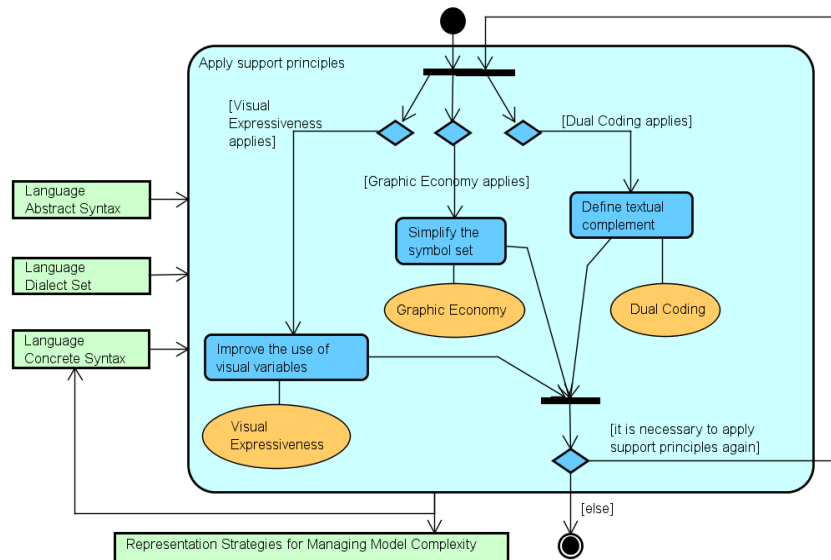 Apply support principles
[Visual
Expressiveness
applies]
[Dual Coding applies]
[Graphic Economy applies]
Language
Abstract Syntax
Define textual
complement
Simplify the
symbol set
Language
Dialect Set
Graphic Economy
Dual Coding
Language
Concrete Syntax
Improve the use of
visual variables
Visual
Expressiveness
[it is necessary to apply
support principles again]
[else]
Representation Strategies for Managing Model Complexity